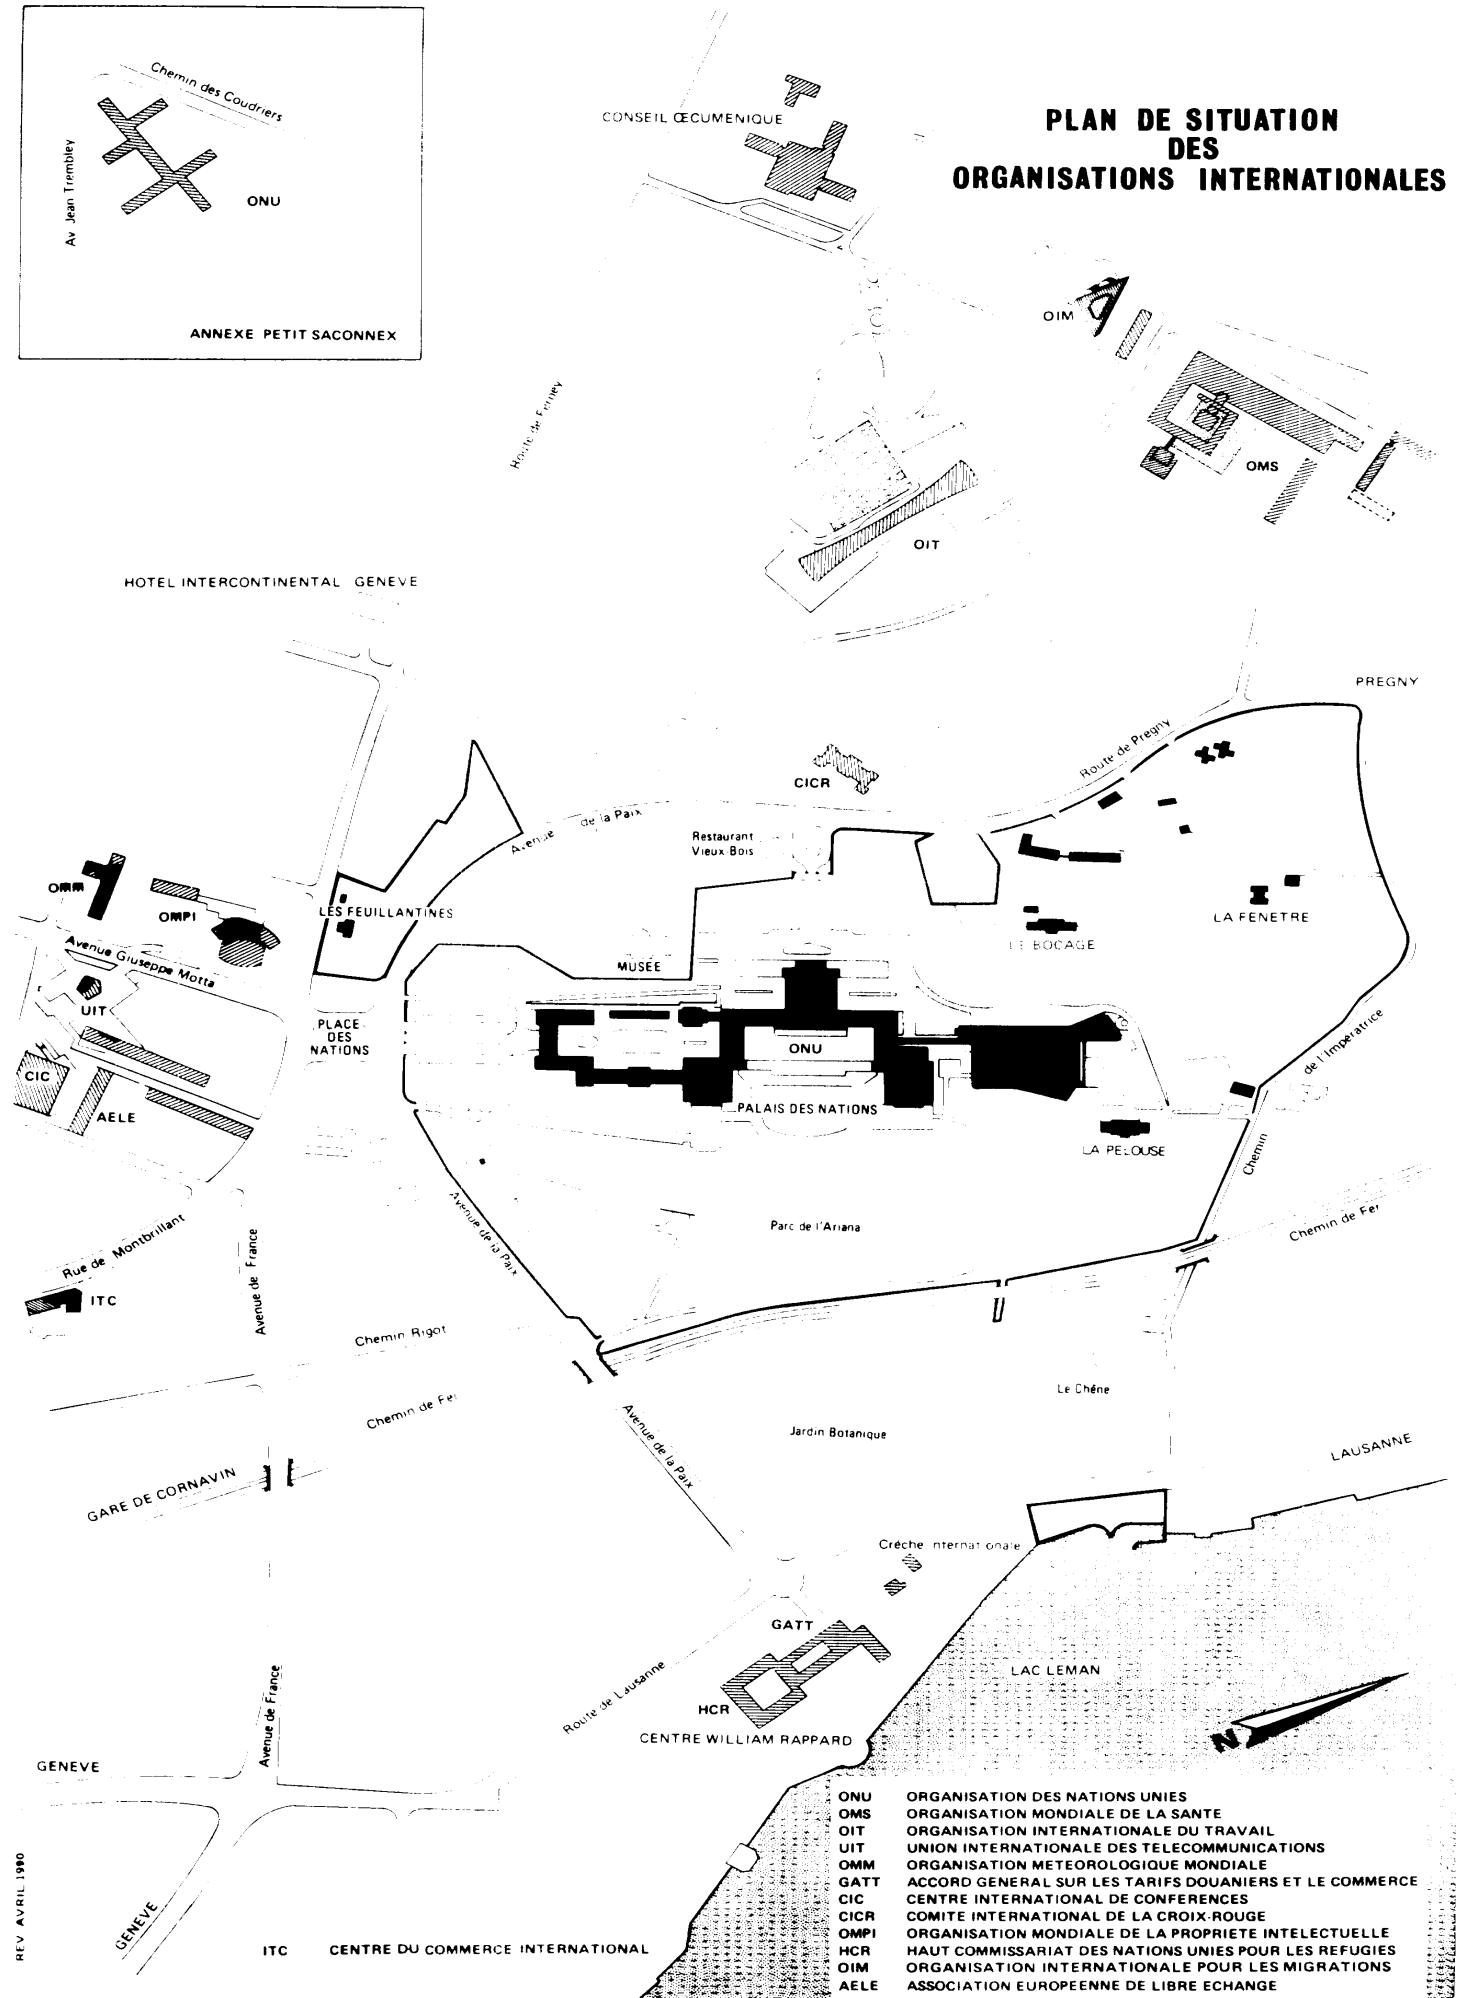 PLAN DE SITUATION
DES
ORGANISATIONS INTERNATIONALES
Chemin des Coudriers
Av Jean Trembley
ONU
ANNEXE PETIT SACONNEX
CONSEIL ŒCUMENIQUE
OIM
OMS
Route de Ferney
OIT
HOTEL INTERCONTINENTAL GENEVE
PREGNY
Route de Pregny
CICR
Avenue de la Paix
Restaurant
Vieux-Bois
OMM
OMPI
LES FEUILLANTINES
LA FENETRE
LE BOCAGE
Avenue Giuseppe Motta
MUSEE
UIT
PLACE
DES
NATIONS
ONU
de l'Impératrice
CIC
AELE
PALAIS DES NATIONS
LA PELOUSE
Chemin
Avenue de la Paix
Parc de l'Ariana
Chemin de Fer
Rue de Montbrillant
Avenue de France
ITC
Chemin Rigot
Chemin de Fer
Le Chêne
Avenue de la Paix
Jardin Botanique
LAUSANNE
GARE DE CORNAVIN
Crèche Internationale
GATT
Route de Lausanne
LAC LEMAN
HCR
CENTRE WILLIAM RAPPARD
N
Avenue de France
GENEVE
GENEVE
REV AVRIL 1990
ITC CENTRE DU COMMERCE INTERNATIONAL
ONU ORGANISATION DES NATIONS UNIES
OMS ORGANISATION MONDIALE DE LA SANTE
OIT ORGANISATION INTERNATIONALE DU TRAVAIL
UIT UNION INTERNATIONALE DES TELECOMMUNICATIONS
OMM ORGANISATION METEOROLOGIQUE MONDIALE
GATT ACCORD GENERAL SUR LES TARIFS DOUANIERS ET LE COMMERCE
CIC CENTRE INTERNATIONAL DE CONFERENCES
CICR COMITE INTERNATIONAL DE LA CROIX-ROUGE
OMPI ORGANISATION MONDIALE DE LA PROPRIETE INTELECTUELLE
HCR HAUT COMMISSARIAT DES NATIONS UNIES POUR LES REFUGIES
OIM ORGANISATION INTERNATIONALE POUR LES MIGRATIONS
AELE ASSOCIATION EUROPEENNE DE LIBRE ECHANGE